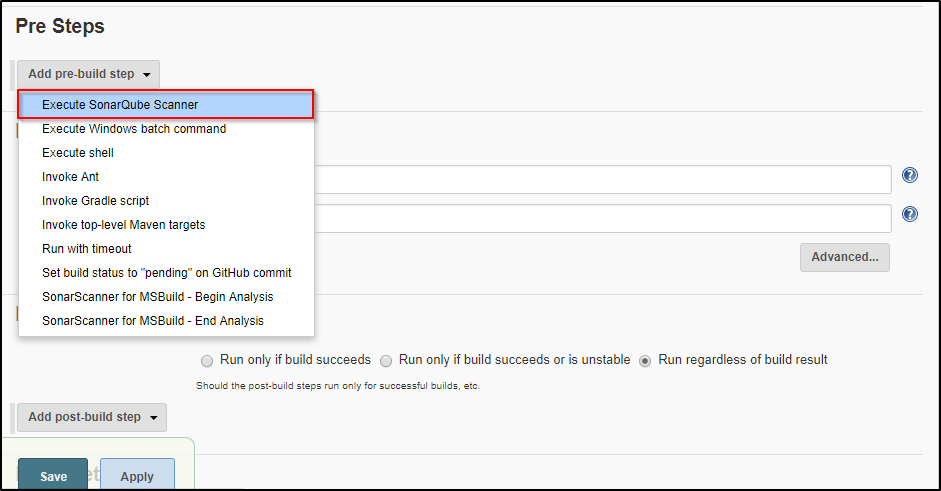 Pre Steps
Add pre-build step
Execute SonarQube Scanner
Execute Windows batch command
Execute shell
Invoke Ant
Invoke Gradle script
Invoke top-level Maven targets
Run with timeout
Set build status to "pending" on GitHub commit
SonarScanner for MSBuild - Begin Analysis
SonarScanner for MSBuild - End Analysis
?
?
Advanced...
Run only if build succeeds Run only if build succeeds or is unstable Run regardless of build result
Should the post-build steps run only for successful builds, etc.
Add post-build step
Save Apply